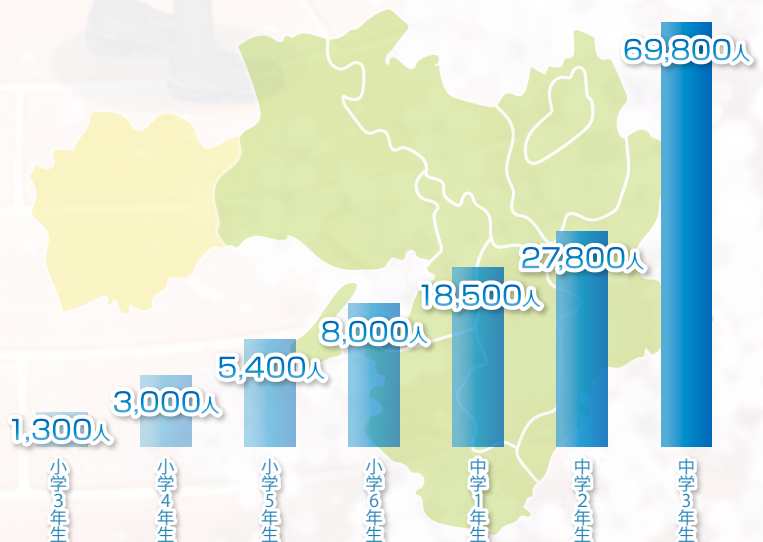 69,800人
27,800人
18,500人
8,000人
5,400人
3,000人
1,300人
小学3年生
小学4年生
小学5年生
小学6年生
中学1年生
中学2年生
中学3年生